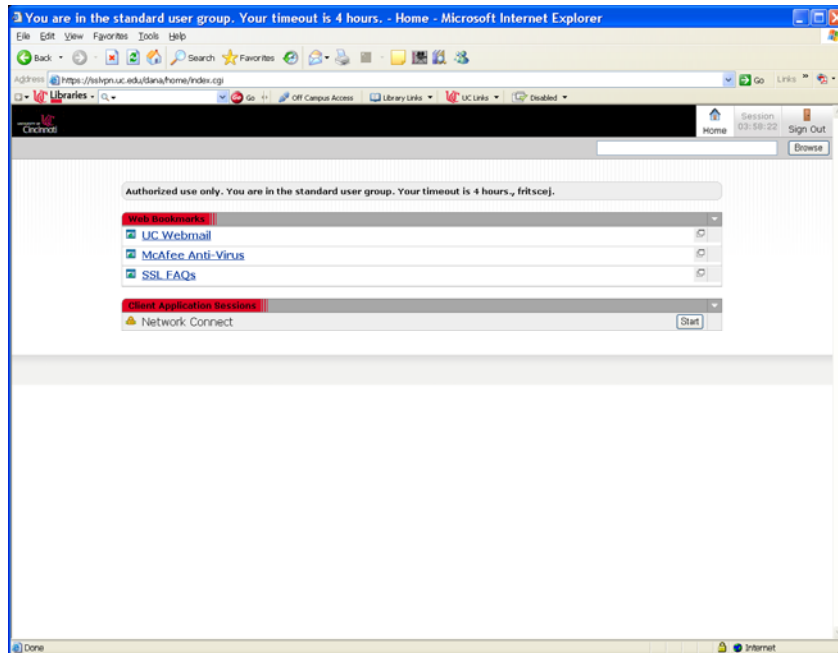 You are in the standard user group. Your timeout is 4 hours. - Home - Microsoft Internet Explorer
File Edit View Favorites Tools Help
Back Search Favorites
Address https://sslvpn.uc.edu/dana/home/index.cgi Go Links »
UC Libraries Go Off Campus Access Library Links UC Links Disabled
UC Cincinnati Home Session 03:58:22 Sign Out
Browse
Authorized use only. You are in the standard user group. Your timeout is 4 hours., fritscej.
Web Bookmarks
UC Webmail
McAfee Anti-Virus
SSL FAQs
Client Application Sessions
Network Connect Start
Done Internet